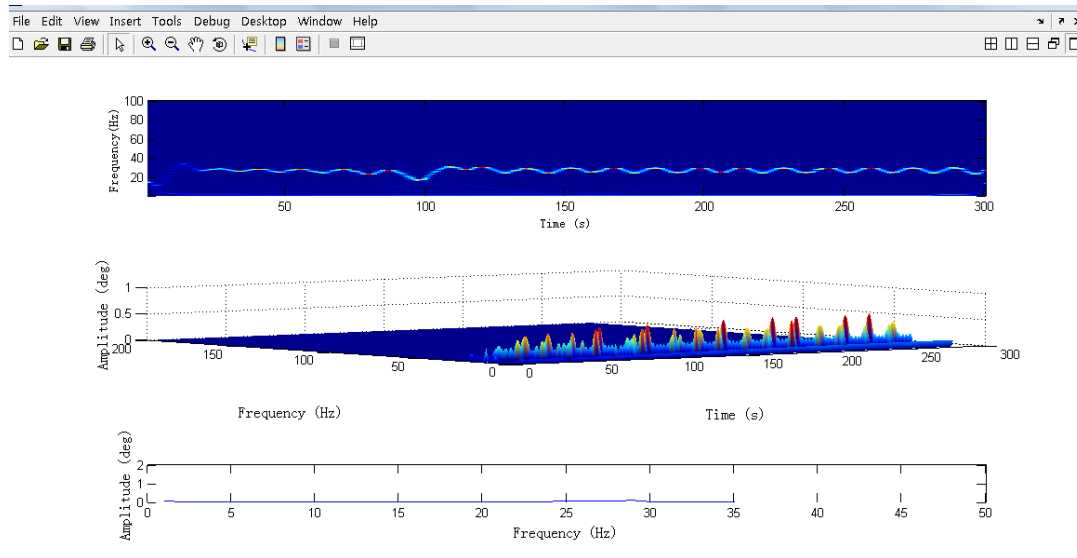 File Edit View Insert Tools Debug Desktop Window Help
100
80
60
40
20
Frequency(Hz)
50 100 150 200 250 300
Time (s)
Amplitude (deg)
1
0.5
0
200 150 100 50 0
0 50 100 150 200 250 300
Frequency (Hz) Time (s)
Amplitude (deg)
2
1
0
0 5 10 15 20 25 30 35 40 45 50
Frequency (Hz)